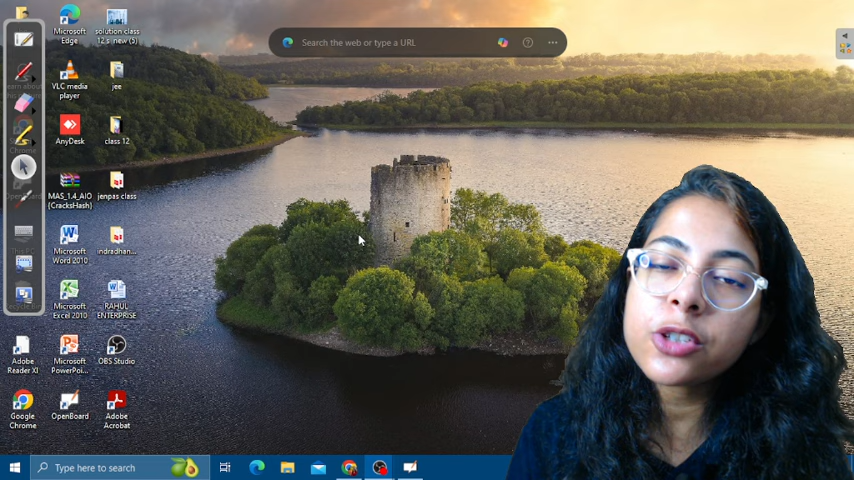 Search the web or type a URL
Microsoft
Edge
solution class
12's new (5)
VLC media
player
jee
AnyDesk
class 12
MAS_1.4_AIO
(CracksHash)
jenpas class
Microsoft
Word 2010
indradhan...
Microsoft
Excel 2010
RAHUL
ENTERPRISE
Adobe
Reader XI
Microsoft
PowerPoi...
OBS Studio
Google
Chrome
OpenBoard
Adobe
Acrobat
Type here to search